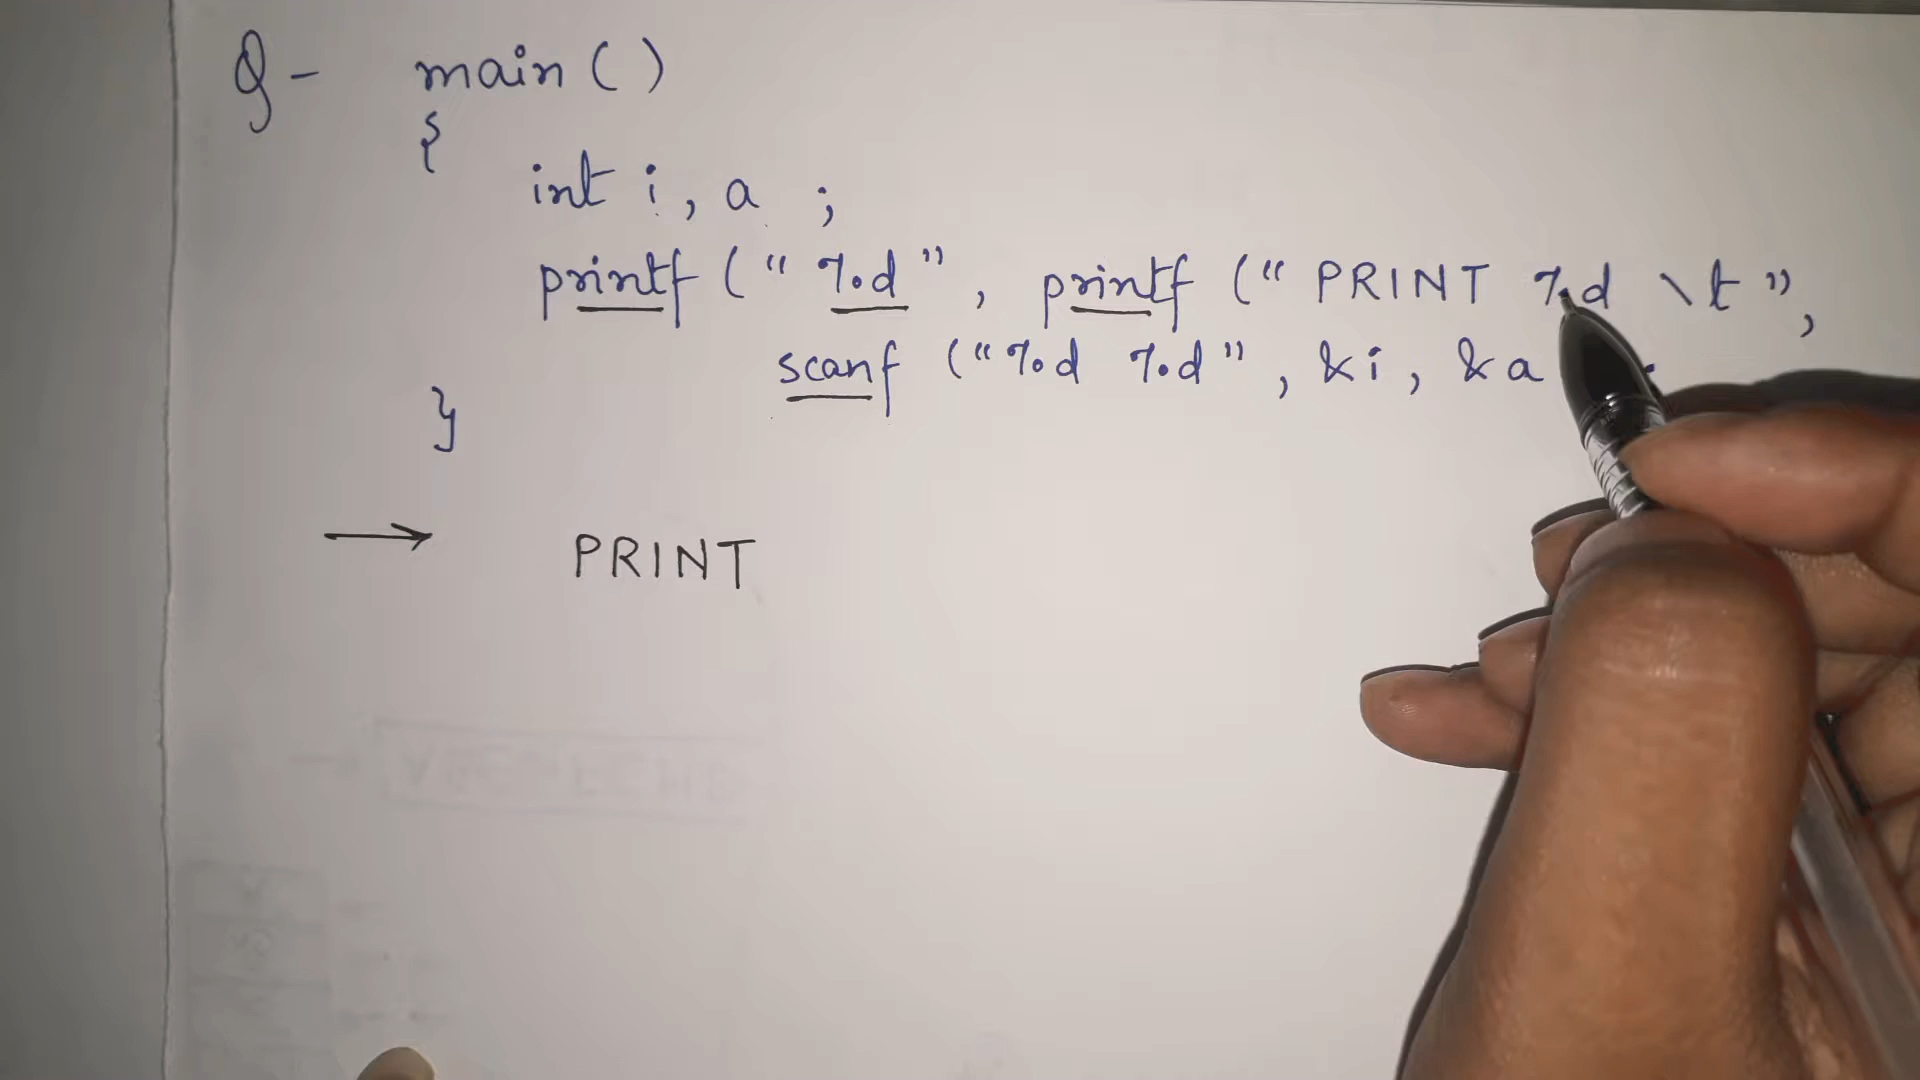 Q- main ( )
{
int i, a ;
printf ( " %d ", printf (" PRINT %d \t ",
scanf ("%d %d", &i, &a
}
→ PRINT